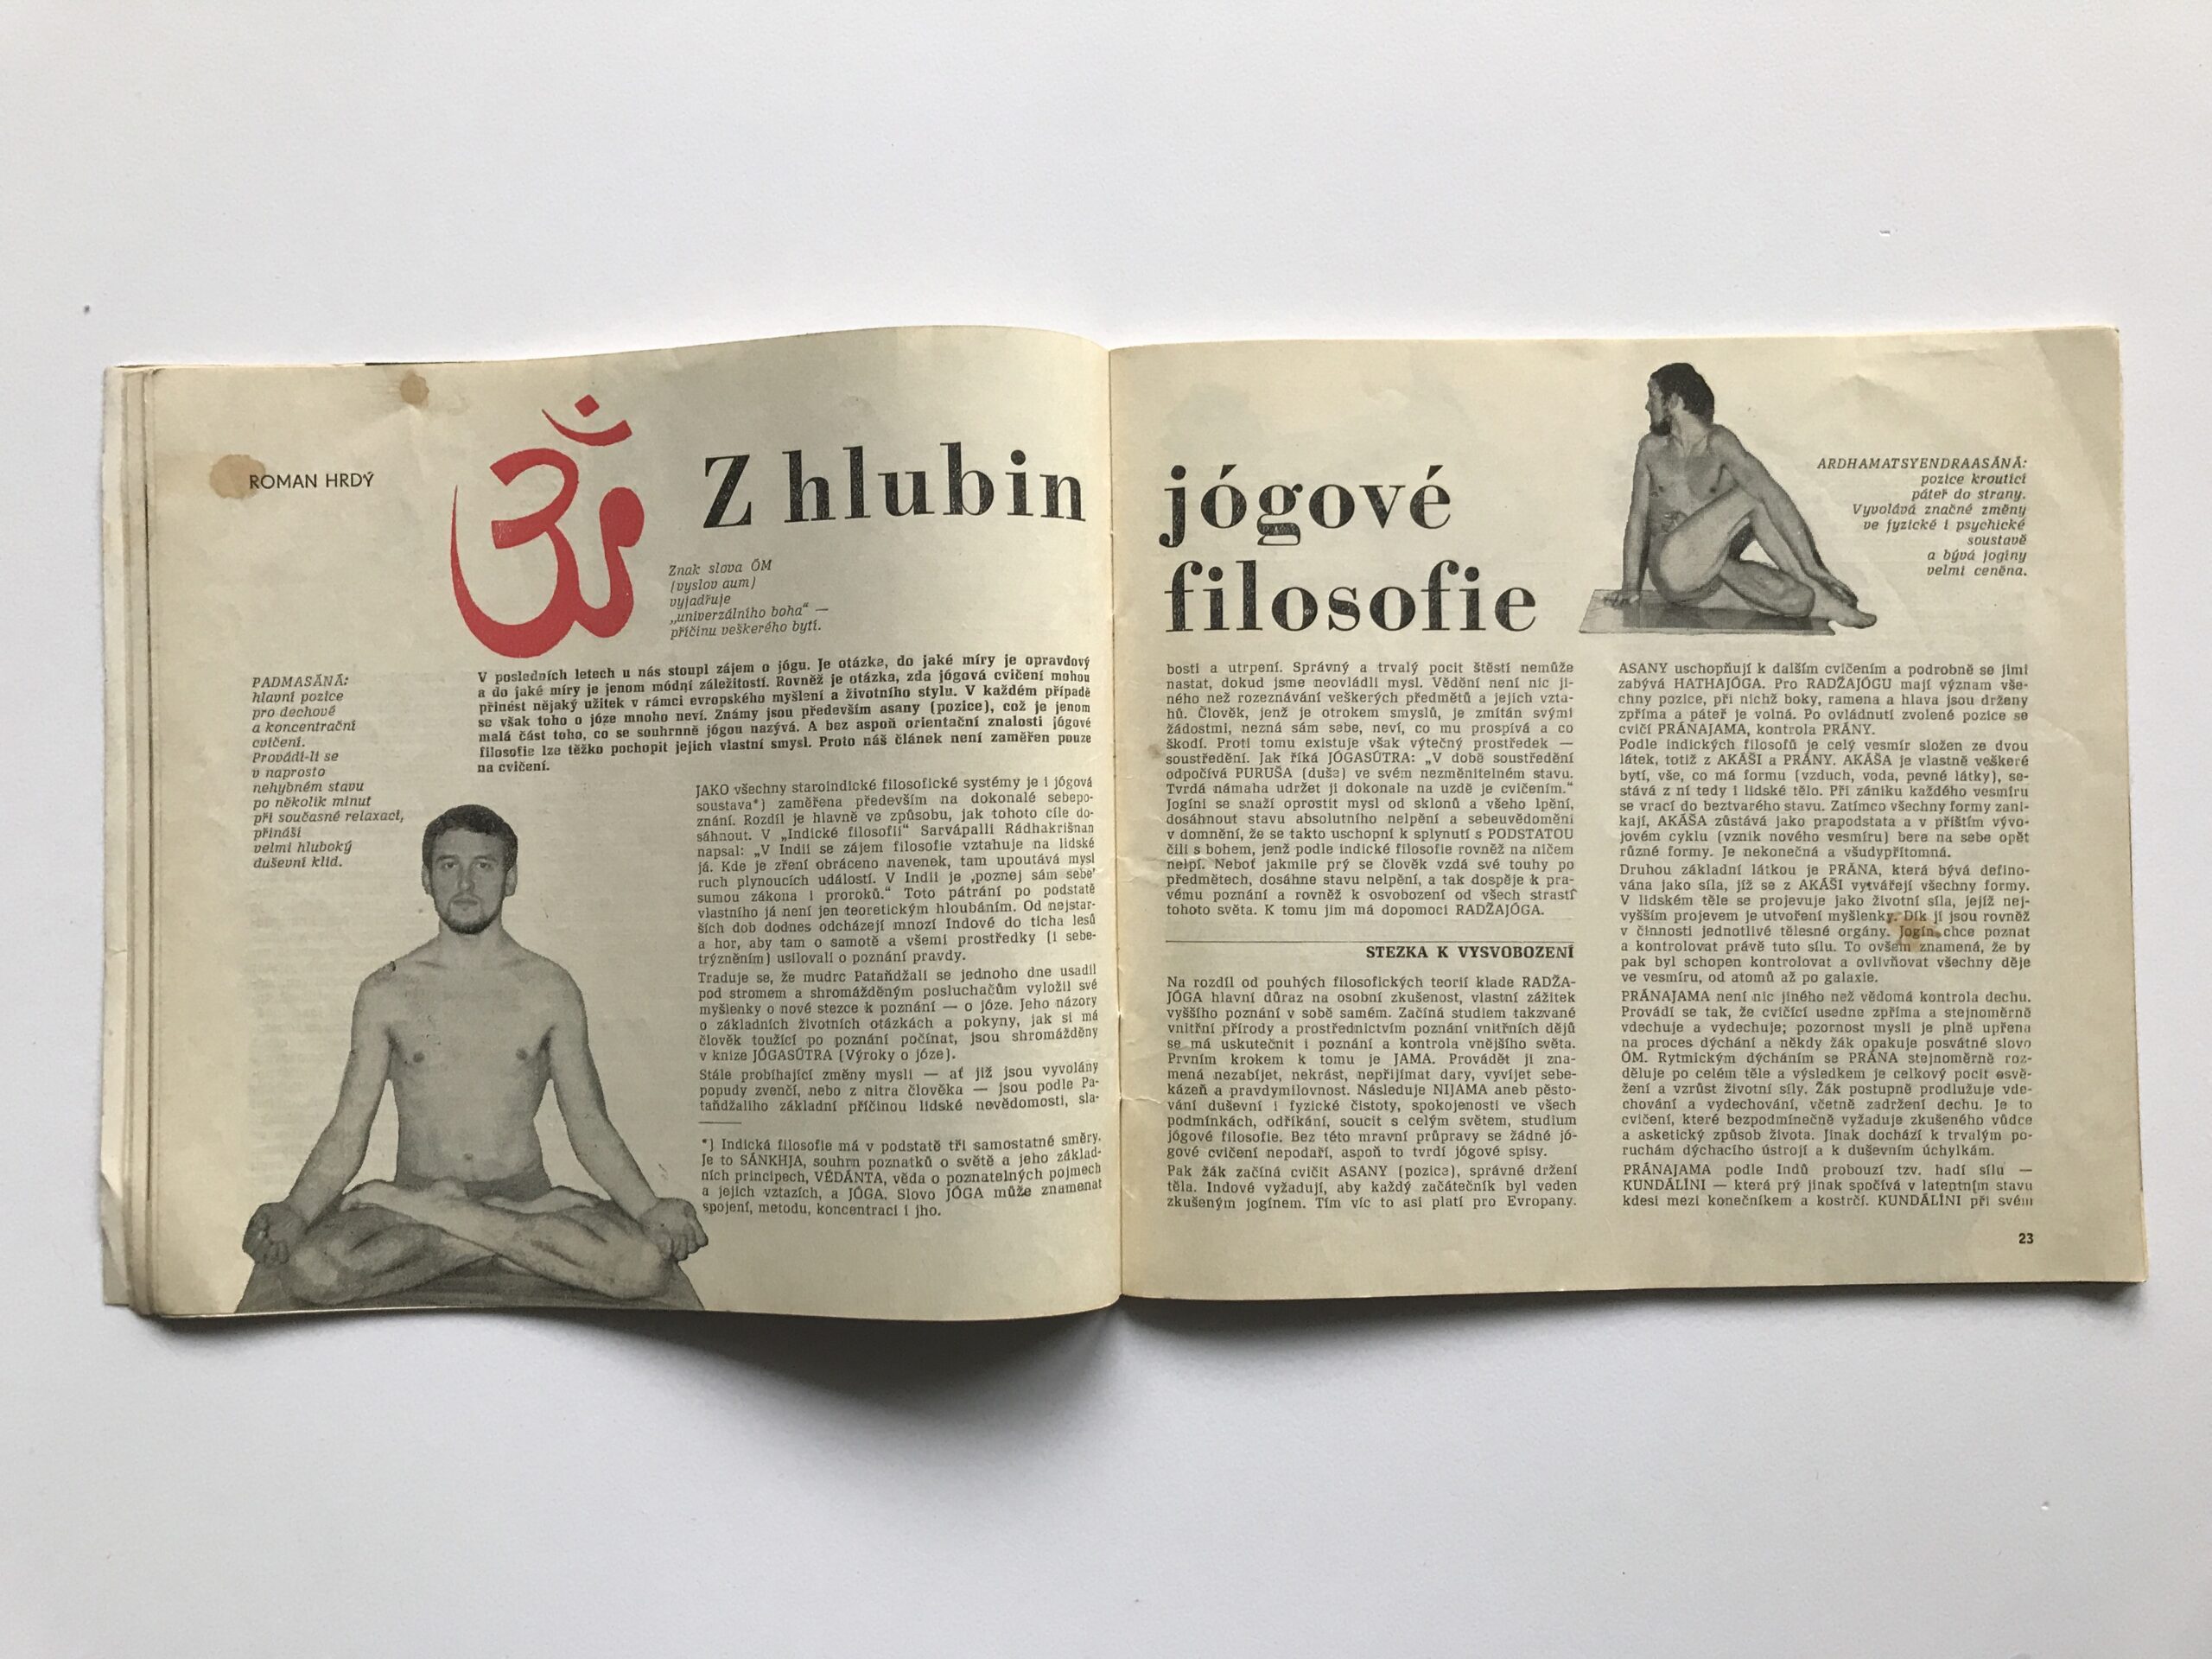 ROMAN HRDÝ
ॐ
Z hlubin
jógové
filosofie
Znak slova ÓM
(vyslov aum)
vyjadřuje
„univerzálního boha“ —
příčinu veškerého bytí.
PADMASÁNÁ:
hlavní pozice
pro dechové
a koncentrační
cvičení.
Provádí-li se
v naprosto
nehybném stavu
po několik minut
při současné relaxaci,
přináší
velmi hluboký
duševní klid.
V posledních letech u nás stoupl zájem o jógu. Je otázka, do jaké míry je opravdový
a do jaké míry je jenom módní záležitostí. Rovněž je otázka, zda jógová cvičení mohou
přinést nějaký užitek v rámci evropského myšlení a životního stylu. V každém případě
se však toho o józe mnoho neví. Známy jsou především asany (pozice), což je jenom
malá část toho, co se souhrnně jógou nazývá. A bez aspoň orientační znalosti jógové
filosofie lze těžko pochopit jejich vlastní smysl. Proto náš článek není zaměřen pouze
na cvičení.
JAKO všechny staroindické filosofické systémy je i jógová
soustava*) zaměřena především na dokonalé sebepo-
znání. Rozdíl je hlavně ve způsobu, jak tohoto cíle do-
sáhnout. V „Indické filosofii“ Sarvápalli Rádhakrišnan
napsal: „V Indii se zájem filosofie vztahuje na lidské
já. Kde je zření obráceno navenek, tam upoutává mysl
ruch plynoucích událostí. V Indii je ‚poznej sám sebe‘
sumou zákona i proroků.“ Toto pátrání po podstatě
vlastního já není jen teoretickým hloubáním. Od nejstar-
ších dob dodnes odcházejí mnozí Indové do ticha lesů
a hor, aby tam o samotě a všemi prostředky (i sebe-
trýzněním) usilovali o poznání pravdy.
Traduje se, že mudrc Pataňdžali se jednoho dne usadil
pod stromem a shromážděným posluchačům vyložil své
myšlenky o nové stezce k poznání — o józe. Jeho názory
o základních životních otázkách a pokyny, jak si má
člověk toužící po poznání počínat, jsou shromážděny
v knize JÓGASÚTRA (Výroky o józe).
Stále probíhající změny mysli — ať již jsou vyvolány
popudy zvenčí, nebo z nitra člověka — jsou podle Pa-
taňdžaliho základní příčinou lidské nevědomosti, sla-
*) Indická filosofie má v podstatě tři samostatné směry.
Je to SÁNKHJA, souhrn poznatků o světě a jeho základ-
ních principech, VÉDÁNTA, věda o poznatelných pojmech
a jejich vztazích, a JÓGA. Slovo JÓGA může znamenat
spojení, metodu, koncentraci i jho.
ARDHAMATSYENDRAASÁNÁ:
pozice kroutící
páteř do strany.
Vyvolává značné změny
ve fyzické i psychické
soustavě
a bývá jogíny
velmi ceněna.
bosti a utrpení. Správný a trvalý pocit štěstí nemůže
nastat, dokud jsme neovládli mysl. Vědění není nic ji-
ného než rozeznávání veškerých předmětů a jejich vzta-
hů. Člověk, jenž je otrokem smyslů, je zmítán svými
žádostmi, nezná sám sebe, neví, co mu prospívá a co
škodí. Proti tomu existuje však výtečný prostředek —
soustředění. Jak říká JÓGASÚTRA: „V době soustředění
odpočívá PURUŠA (duše) ve svém nezměnitelném stavu.
Tvrdá námaha udržet ji dokonale na uzdě je cvičením.“
Jogíni se snaží oprostit mysl od sklonů a všeho lpění,
dosáhnout stavu absolutního nelpění a sebeuvědomění
v domnění, že se takto uschopní k splynutí s PODSTATOU
čili s bohem, jenž podle indické filosofie rovněž na ničem
nelpí. Neboť jakmile prý se člověk vzdá své touhy po
předmětech, dosáhne stavu nelpění, a tak dospěje k pra-
vému poznání a rovněž k osvobození od všech strastí
tohoto světa. K tomu jim má dopomoci RADŽAJÓGA.
STEZKA K VYSVOBOZENÍ
Na rozdíl od pouhých filosofických teorií klade RADŽA-
JÓGA hlavní důraz na osobní zkušenost, vlastní zážitek
vyššího poznání v sobě samém. Začíná studiem takzvané
vnitřní přírody a prostřednictvím poznání vnitřních dějů
se má uskutečnit i poznání a kontrola vnějšího světa.
Prvním krokem k tomu je JAMA. Provádět ji zna-
mená nezabíjet, nekrást, nepřijímat dary, vyvíjet sebe-
kázeň a pravdymilovnost. Následuje NIJAMA aneb pěsto-
vání duševní i fyzické čistoty, spokojenosti ve všech
podmínkách, odříkání, soucit s celým světem, studium
jógové filosofie. Bez této mravní průpravy se žádné jó-
gové cvičení nepodaří, aspoň to tvrdí jógové spisy.
Pak žák začíná cvičit ASANY (pozice), správné držení
těla. Indové vyžadují, aby každý začátečník byl veden
zkušeným jogínem. Tím víc to asi platí pro Evropany.
ASANY uschopňují k dalším cvičením a podrobně se jimi
zabývá HATHAJÓGA. Pro RADŽAJÓGU mají význam vše-
chny pozice, při nichž boky, ramena a hlava jsou drženy
zpříma a páteř je volná. Po ovládnutí zvolené pozice se
cvičí PRÁNAJAMA, kontrola PRÁNY.
Podle indických filosofů je celý vesmír složen ze dvou
látek, totiž z AKÁŠI a PRÁNY. AKÁŠA je vlastně veškeré
bytí, vše, co má formu (vzduch, voda, pevné látky), se-
stává z ní tedy i lidské tělo. Při zániku každého vesmíru
se vrací do beztvarého stavu. Zatímco všechny formy zani-
kají, AKÁŠA zůstává jako prapodstata a v příštím vývo-
jovém cyklu (vznik nového vesmíru) bere na sebe opět
různé formy. Je nekonečná a všudypřítomná.
Druhou základní látkou je PRÁNA, která bývá defino-
vána jako síla, jíž se z AKÁŠI vytvářejí všechny formy.
V lidském těle se projevuje jako životní síla, jejíž nej-
vyšším projevem je utvoření myšlenky. Dík jí jsou rovněž
v činnosti jednotlivé tělesné orgány. Jogín chce poznat
a kontrolovat právě tuto sílu. To ovšem znamená, že by
pak byl schopen kontrolovat a ovlivňovat všechny děje
ve vesmíru, od atomů až po galaxie.
PRÁNAJAMA není nic jiného než vědomá kontrola dechu.
Provádí se tak, že cvičící usedne zpříma a stejnoměrně
vdechuje a vydechuje; pozornost mysli je plně upřena
na proces dýchání a někdy žák opakuje posvátné slovo
ÓM. Rytmickým dýcháním se PRÁNA stejnoměrně roz-
děluje po celém těle a výsledkem je celkový pocit osvě-
žení a vzrůst životní síly. Žák postupně prodlužuje vde-
chování a vydechování, včetně zadržení dechu. Je to
cvičení, které bezpodmínečně vyžaduje zkušeného vůdce
a asketický způsob života. Jinak dochází k trvalým po-
ruchám dýchacího ústrojí a k duševním úchylkám.
PRÁNAJAMA podle Indů probouzí tzv. hadí sílu —
KUNDÁLÍNI — která prý jinak spočívá v latentním stavu
kdesi mezi konečníkem a kostrčí. KUNDÁLÍNI při svém
23